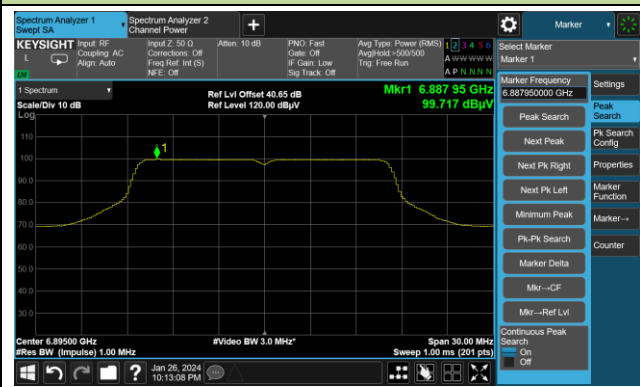 Spectrum Analyzer 1
Swept SA
Spectrum Analyzer 2
Channel Power
Marker
KEYSIGHT
L
Input: RF
Coupling: AC
Align: Auto
Input Z: 50 Ω
Corrections: Off
Freq Ref: Int (S)
NFE: Off
Atten: 10 dB
PNO: Fast
Gate: Off
IF Gain: Low
Sig Track: Off
Avg Type: Power (RMS)
Avg|Hold:>500/500
Trig: Free Run
1 2 3 4 5 6
A W W W W W
A P N N N N
Select Marker
Marker 1
1 Spectrum
Scale/Div 10 dB
Log
Ref Lvl Offset 40.65 dB
Ref Level 120.00 dBµV
Mkr1 6.887 95 GHz
99.717 dBµV
110
100
90.0
80.0
70.0
60.0
50.0
40.0
30.0
1
Center 6.89500 GHz
#Res BW (Impulse) 1.00 MHz
#Video BW 3.0 MHz*
Span 30.00 MHz
Sweep 1.00 ms (201 pts)
Marker Frequency
6.887950000 GHz
Peak Search
Next Peak
Next Pk Right
Next Pk Left
Minimum Peak
Pk-Pk Search
Marker Delta
Mkr→CF
Mkr→Ref Lvl
Continuous Peak
Search
On
Off
Settings
Peak
Search
Pk Search
Config
Properties
Marker
Function
Marker→
Counter
?
Jan 26, 2024
10:13:08 PM